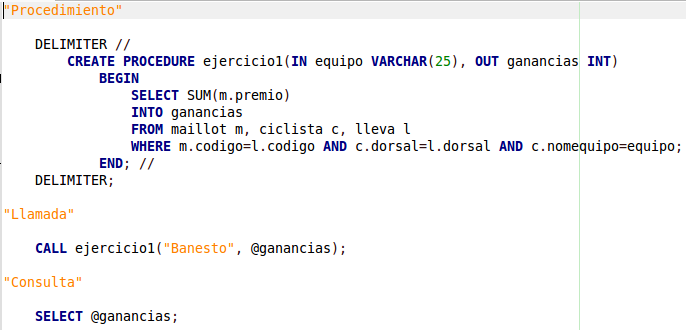 "Procedimiento"
DELIMITER //
CREATE PROCEDURE ejercicio1(IN equipo VARCHAR(25), OUT ganancias INT)
BEGIN
SELECT SUM(m.premio)
INTO ganancias
FROM maillot m, ciclista c, lleva l
WHERE m.codigo=l.codigo AND c.dorsal=l.dorsal AND c.nomequipo=equipo;
END; //
DELIMITER;
"Llamada"
CALL ejercicio1("Banesto", @ganancias);
"Consulta"
SELECT @ganancias;